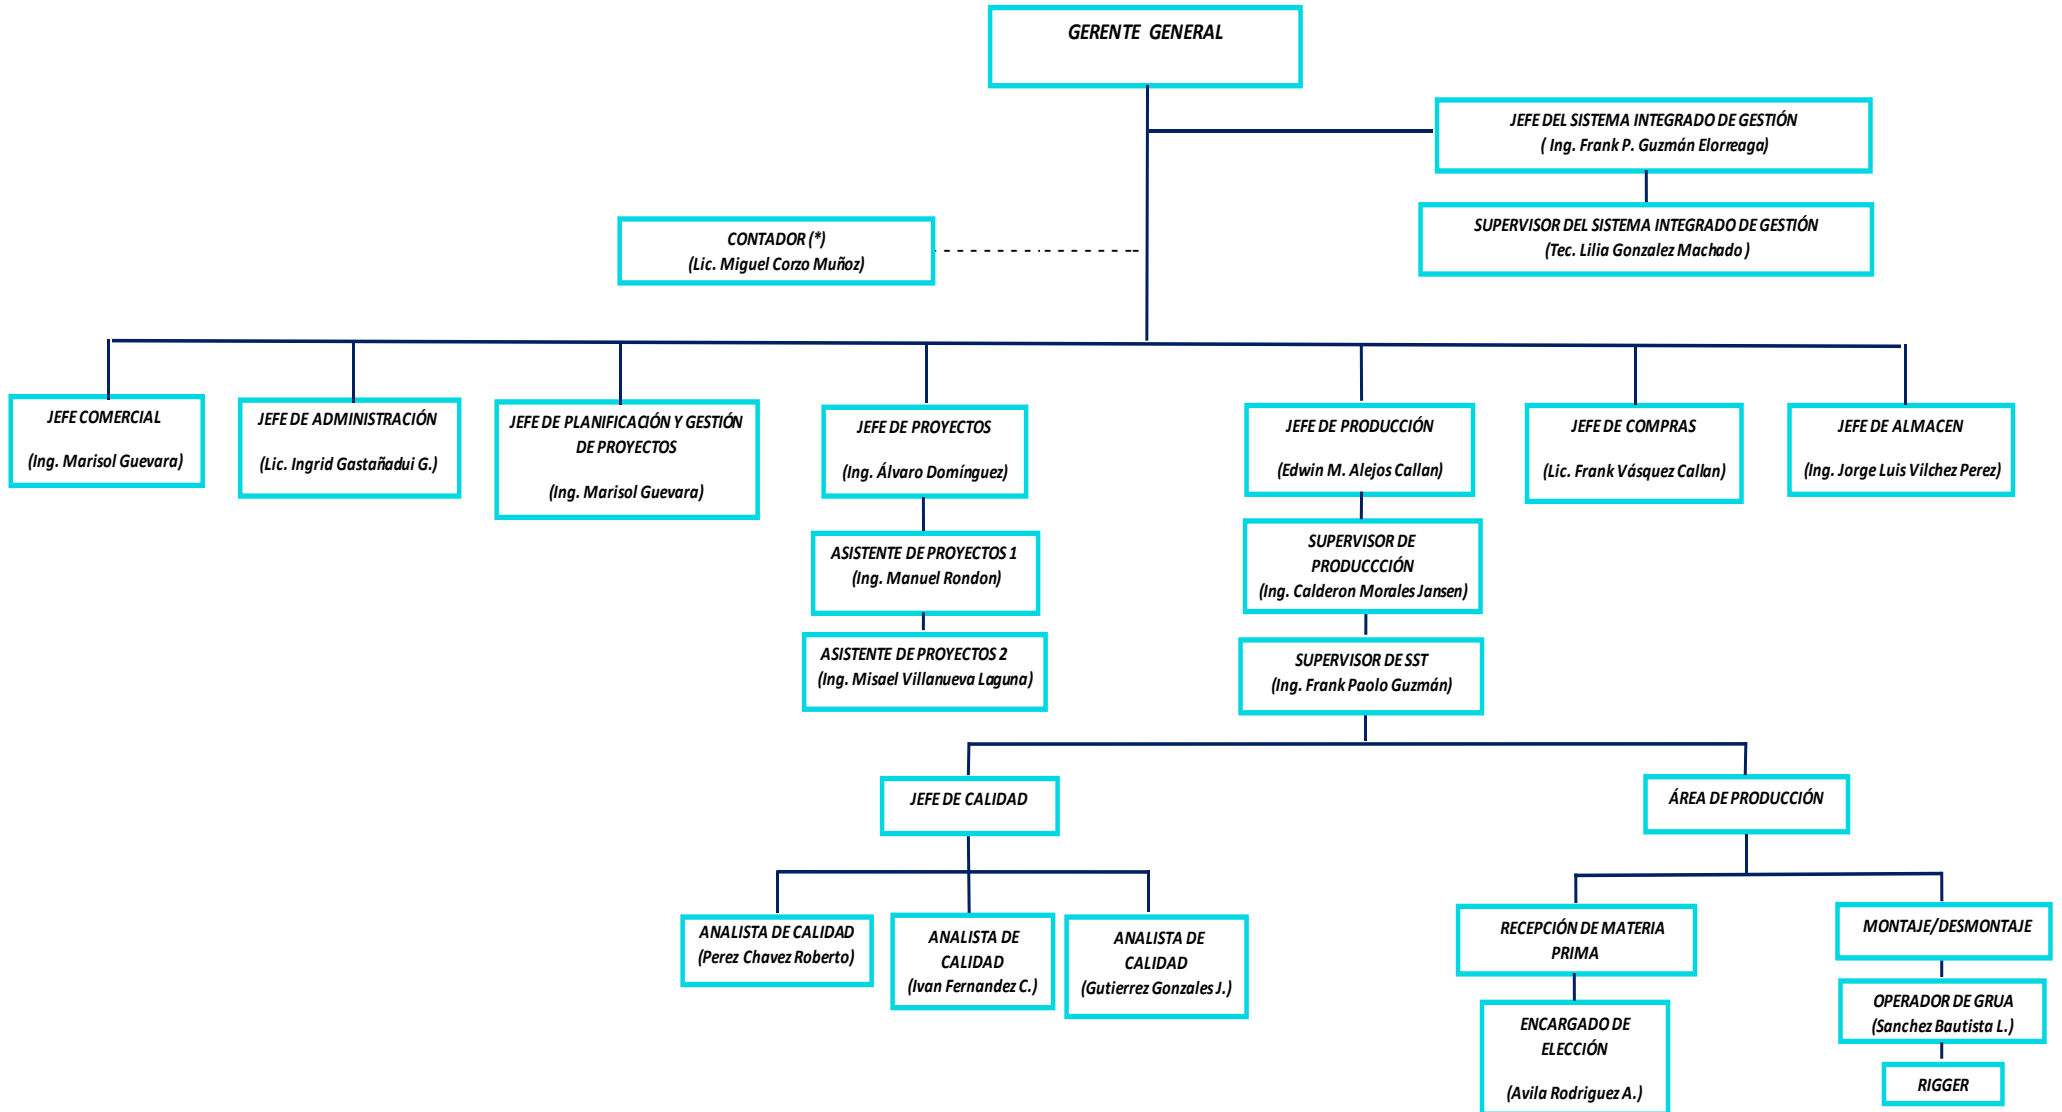 GERENTE GENERAL
JEFE DEL SISTEMA INTEGRADO DE GESTIÓN
( Ing. Frank P. Guzmán Elorreaga)
SUPERVISOR DEL SISTEMA INTEGRADO DE GESTIÓN
(Tec. Lilia Gonzalez Machado )
CONTADOR (*)
(Lic. Miguel Corzo Muñoz)
JEFE COMERCIAL
(Ing. Marisol Guevara)
JEFE DE ADMINISTRACIÓN
(Lic. Ingrid Gastañadui G.)
JEFE DE PLANIFICACIÓN Y GESTIÓN
DE PROYECTOS
(Ing. Marisol Guevara)
JEFE DE PROYECTOS
(Ing. Álvaro Domínguez)
JEFE DE PRODUCCIÓN
(Edwin M. Alejos Callan)
JEFE DE COMPRAS
(Lic. Frank Vásquez Callan)
JEFE DE ALMACEN
(Ing. Jorge Luis Vilchez Perez)
ASISTENTE DE PROYECTOS 1
(Ing. Manuel Rondon)
SUPERVISOR DE
PRODUCCCIÓN
(Ing. Calderon Morales Jansen)
ASISTENTE DE PROYECTOS 2
(Ing. Misael Villanueva Laguna)
SUPERVISOR DE SST
(Ing. Frank Paolo Guzmán)
JEFE DE CALIDAD
ÁREA DE PRODUCCIÓN
ANALISTA DE CALIDAD
(Perez Chavez Roberto)
ANALISTA DE
CALIDAD
(Ivan Fernandez C.)
ANALISTA DE
CALIDAD
(Gutierrez Gonzales J.)
RECEPCIÓN DE MATERIA
PRIMA
MONTAJE/DESMONTAJE
ENCARGADO DE
ELECCIÓN
(Avila Rodriguez A.)
OPERADOR DE GRUA
(Sanchez Bautista L.)
RIGGER